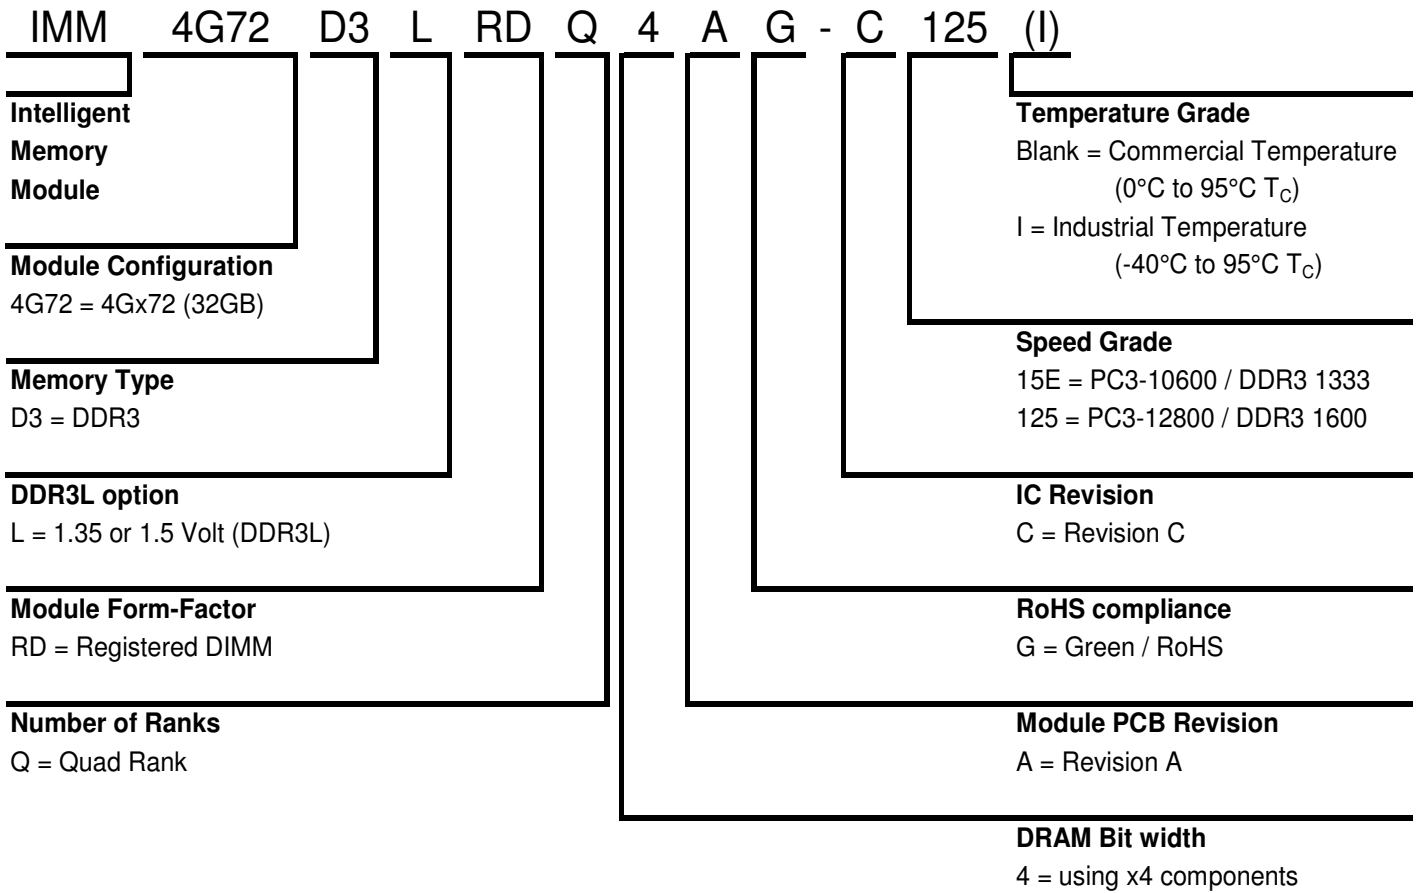 IMM 4G72 D3 L RD Q 4 A G - C 125 (I)
Intelligent
Memory
Module
Module Configuration
4G72 = 4Gx72 (32GB)
Memory Type
D3 = DDR3
DDR3L option
L = 1.35 or 1.5 Volt (DDR3L)
Module Form-Factor
RD = Registered DIMM
Number of Ranks
Q = Quad Rank
Temperature Grade
Blank = Commercial Temperature
(0°C to 95°C TC)
I = Industrial Temperature
(-40°C to 95°C TC)
Speed Grade
15E = PC3-10600 / DDR3 1333
125 = PC3-12800 / DDR3 1600
IC Revision
C = Revision C
RoHS compliance
G = Green / RoHS
Module PCB Revision
A = Revision A
DRAM Bit width
4 = using x4 components